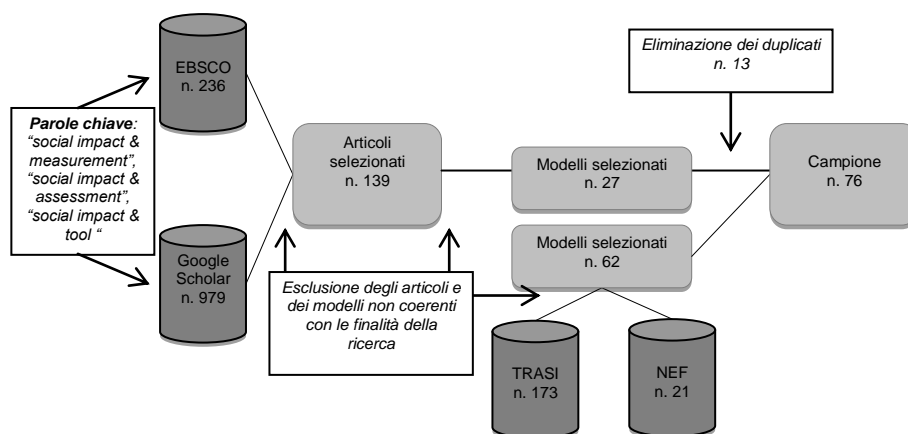 Parole chiave:
“social impact &
measurement”,
“social impact &
assessment”,
“social impact &
tool “
EBSCO
n. 236
Google
Scholar
n. 979
Articoli
selezionati
n. 139
Esclusione degli articoli e
dei modelli non coerenti
con le finalità della
ricerca
Modelli selezionati
n. 27
Modelli selezionati
n. 62
TRASI
n. 173
NEF
n. 21
Eliminazione dei duplicati
n. 13
Campione
n. 76